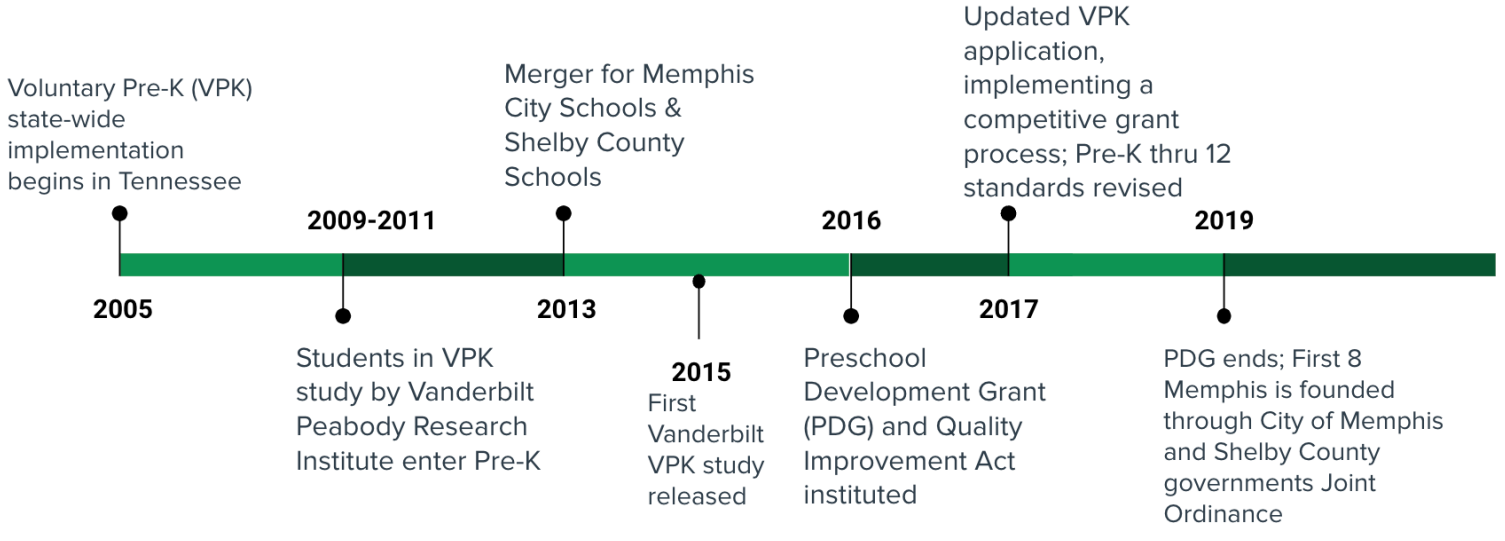 Voluntary Pre-K (VPK)
state-wide
implementation
begins in Tennessee
2005
2009-2011
Students in VPK
study by Vanderbilt
Peabody Research
Institute enter Pre-K
Merger for Memphis
City Schools &
Shelby County
Schools
2013
2015
First
Vanderbilt
VPK study
released
2016
Preschool
Development Grant
(PDG) and Quality
Improvement Act
instituted
Updated VPK
application,
implementing a
competitive grant
process; Pre-K thru 12
standards revised
2017
2019
PDG ends; First 8
Memphis is founded
through City of Memphis
and Shelby County
governments Joint
Ordinance